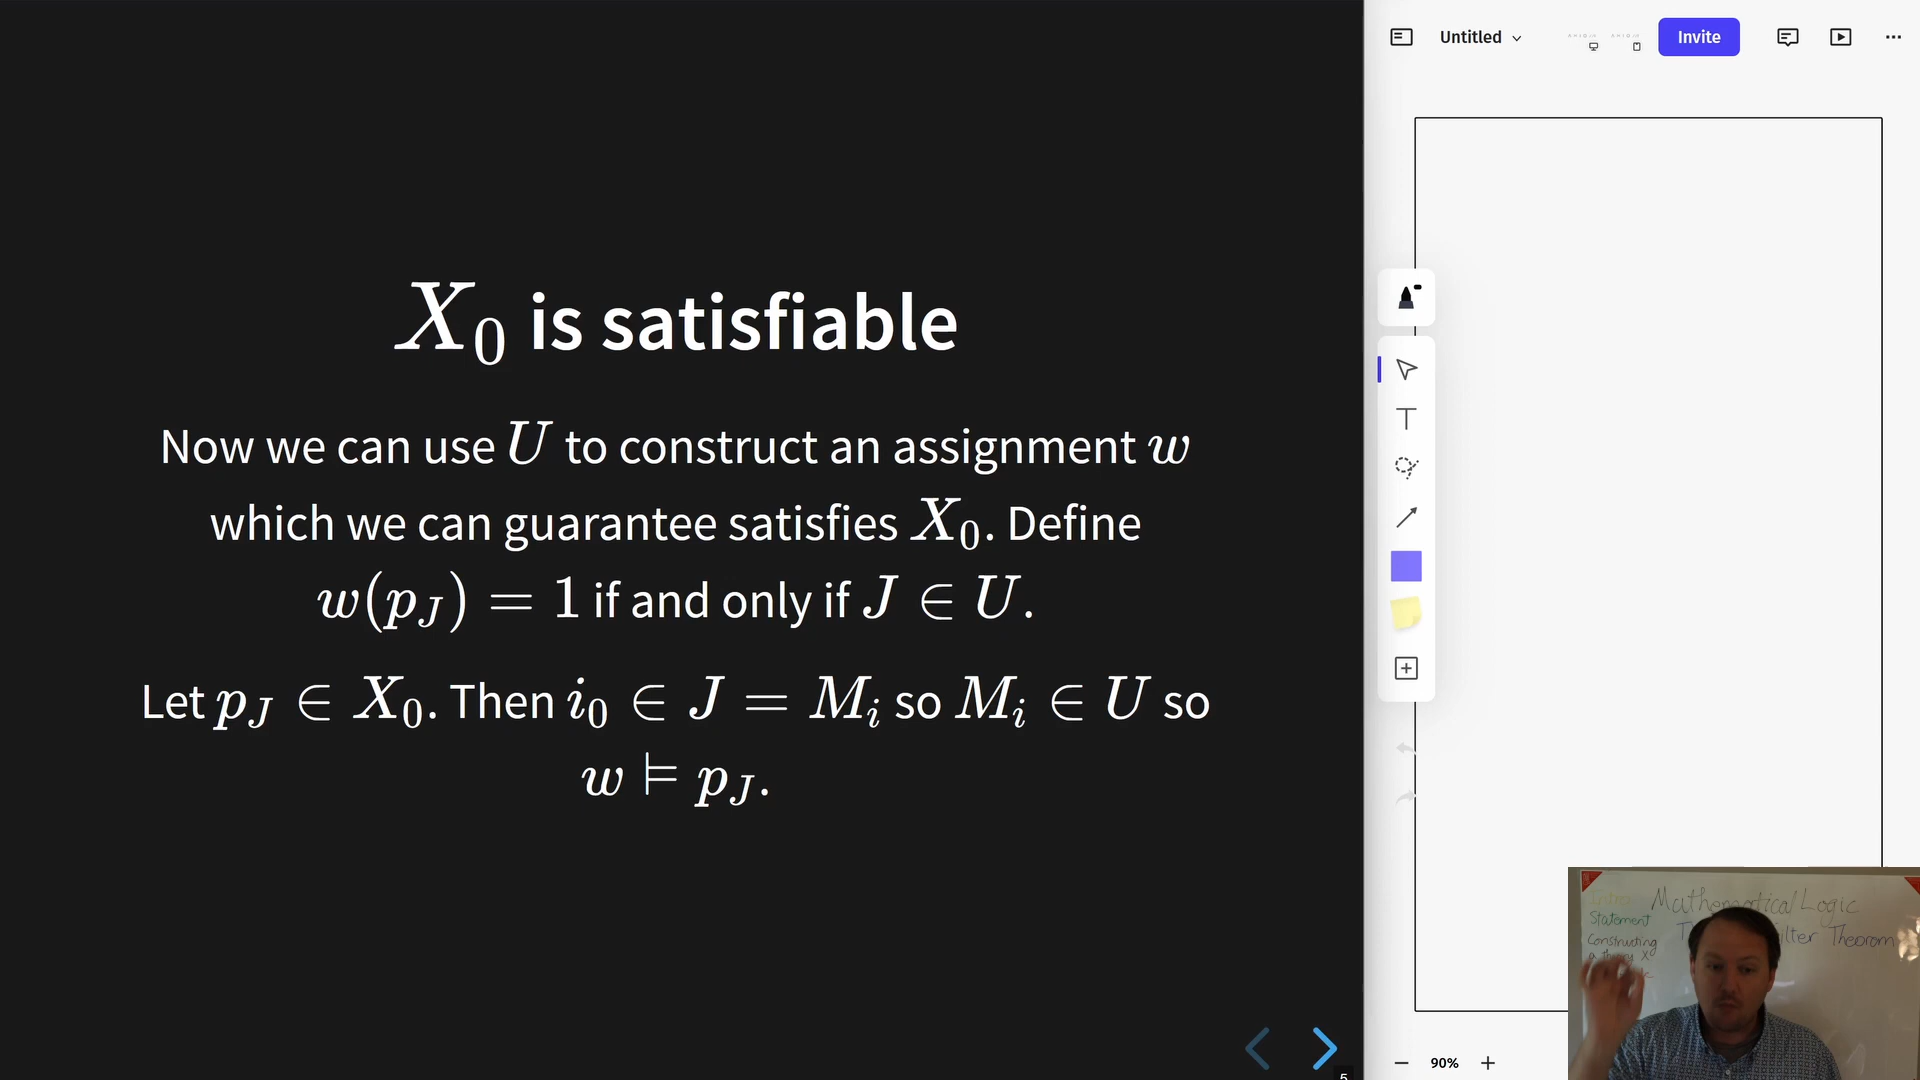 X₀ is satisfiable
Now we can use U to construct an assignment w
which we can guarantee satisfies X₀. Define
w(p_J) = 1 if and only if J ∈ U.
Let p_J ∈ X₀. Then i₀ ∈ J = M_i so M_i ∈ U so
w ⊨ p_J.
5
Untitled
Invite
T
90%
Mathematical Logic
Statement
Constructing
Theorem